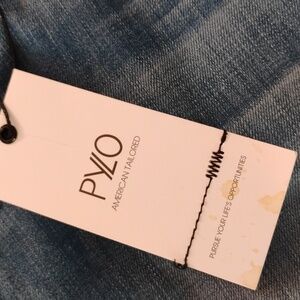 PYLO
AMERICAN TAILORED
PURSUE YOUR LIFE'S OPPORTUNITIES